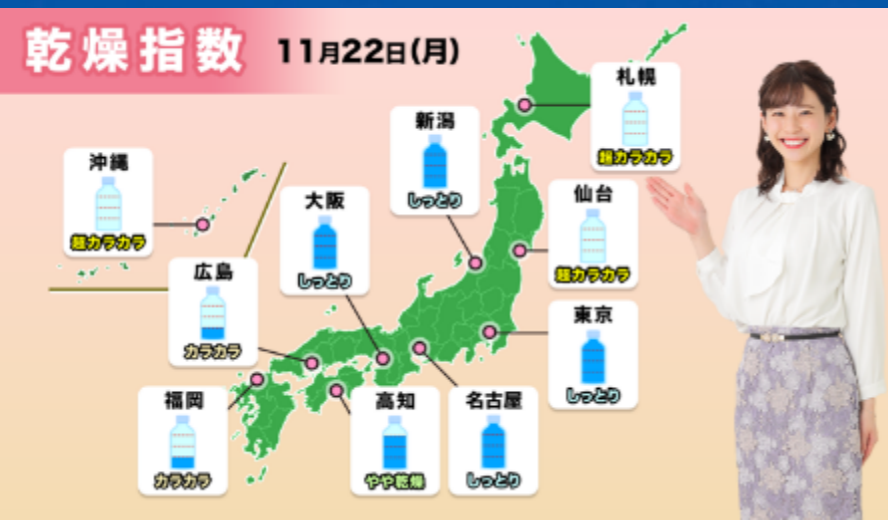 乾燥指数
11月22日(月)
札幌
超カラカラ
新潟
しっとり
沖縄
超カラカラ
大阪
しっとり
仙台
超カラカラ
広島
カラカラ
東京
しっとり
福岡
カラカラ
高知
やや乾燥
名古屋
しっとり